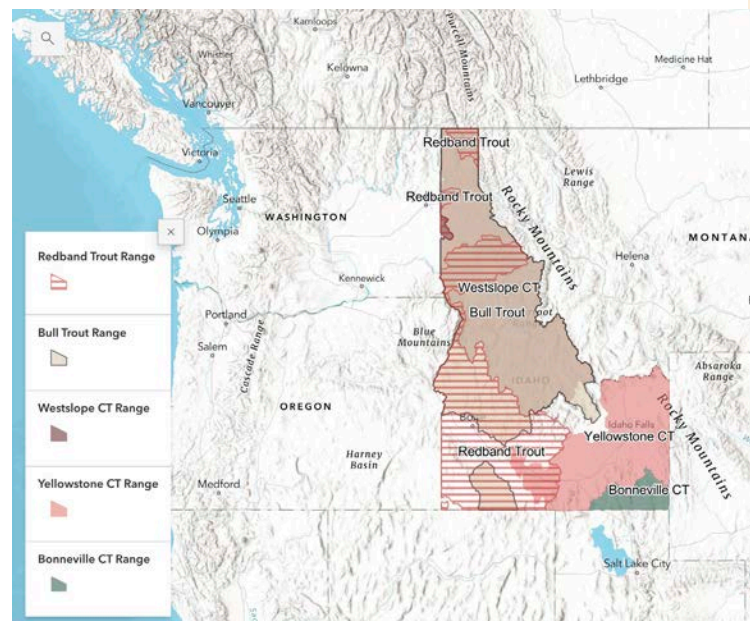 Kamloops
Purcell Mountains
Whistler
Kelowna
Medicine Hat
Lethbridge
Vancouver
Victoria
Redband Trout
Lewis
Range
Redband Trout
Seattle
WASHINGTON
Olympia
Rocky Mountains
MONTAN
Helena
Redband Trout Range
Kennewick
Westslope CT
Portland
Bull Trout
Blue
Mountains
Salem
Cascade Range
Bull Trout Range
IDAHO
Absaroka
Range
OREGON
Rocky Mountains
Westslope CT Range
Idaho Falls
Yellowstone CT
Redband Trout
Harney
Basin
Medford
Bonneville CT
Yellowstone CT Range
Bonneville CT Range
Salt Lake City